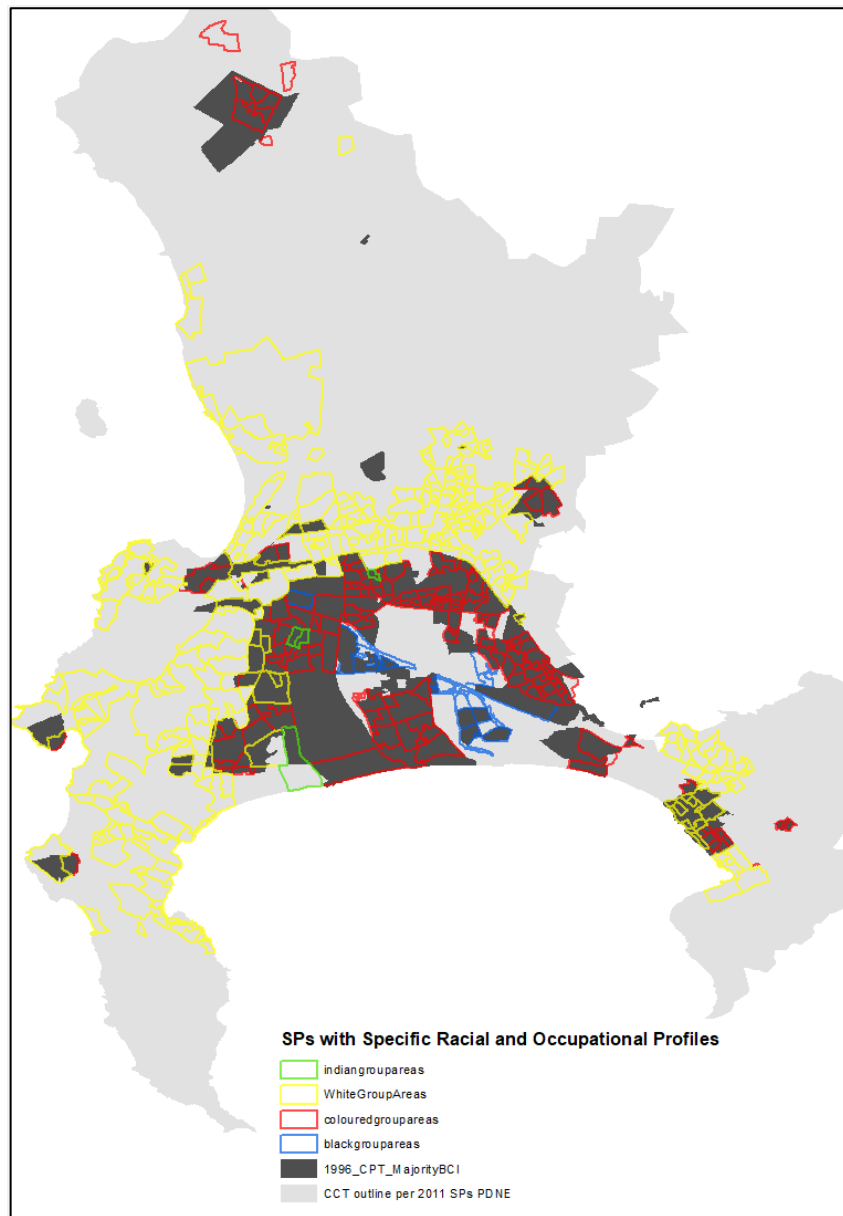 SPs with Specific Racial and Occupational Profiles
indiangroupareas
WhiteGroupAreas
colouredgroupareas
blackgroupareas
1996_CPT_MajorityBCI
CCT outline per 2011 SPs PDNE